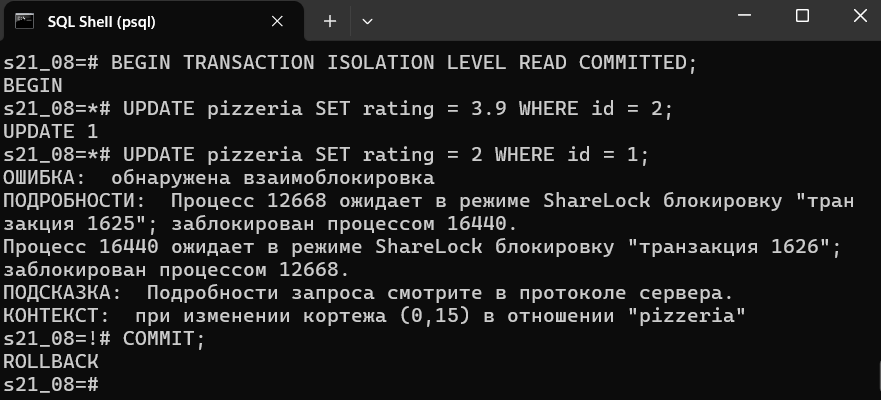 SQL Shell (psql)
s21_08=# BEGIN TRANSACTION ISOLATION LEVEL READ COMMITTED;
BEGIN
s21_08=*# UPDATE pizzeria SET rating = 3.9 WHERE id = 2;
UPDATE 1
s21_08=*# UPDATE pizzeria SET rating = 2 WHERE id = 1;
ОШИБКА:  обнаружена взаимоблокировка
ПОДРОБНОСТИ:  Процесс 12668 ожидает в режиме ShareLock блокировку "тран
закция 1625"; заблокирован процессом 16440.
Процесс 16440 ожидает в режиме ShareLock блокировку "транзакция 1626";
заблокирован процессом 12668.
ПОДСКАЗКА:  Подробности запроса смотрите в протоколе сервера.
КОНТЕКСТ:  при изменении кортежа (0,15) в отношении "pizzeria"
s21_08=!# COMMIT;
ROLLBACK
s21_08=#